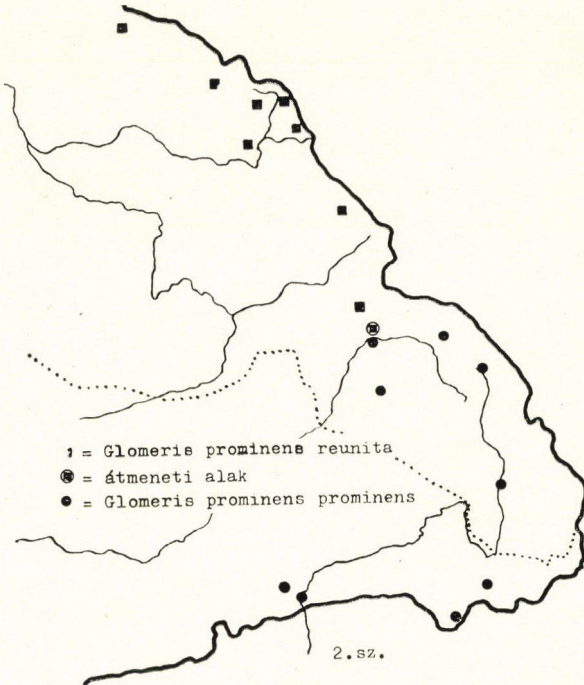 = Glomeris prominens reunita
= átmeneti alak
= Glomeris prominens prominens
2.sz.